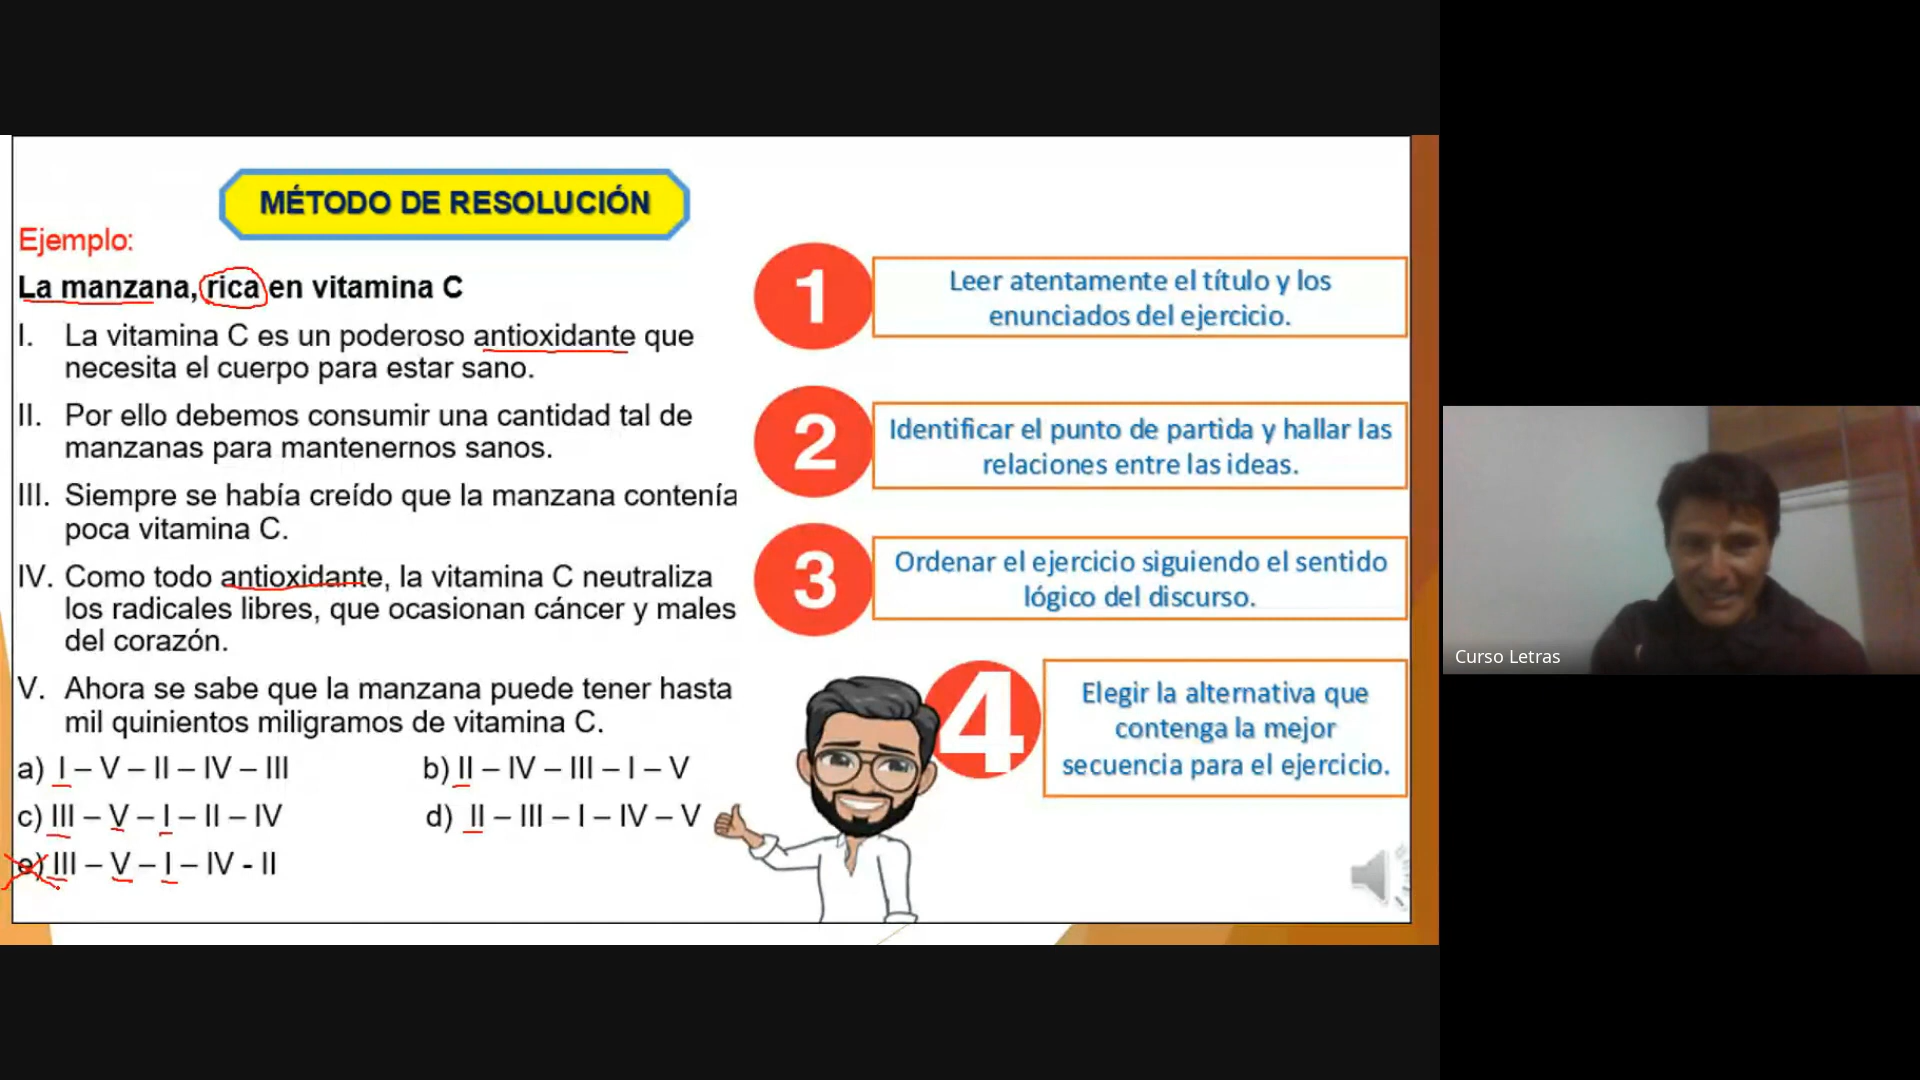 MÉTODO DE RESOLUCIÓN
Ejemplo:
La manzana, rica en vitamina C
I. La vitamina C es un poderoso antioxidante que
necesita el cuerpo para estar sano.
II. Por ello debemos consumir una cantidad tal de
manzanas para mantenernos sanos.
III. Siempre se había creído que la manzana contenía
poca vitamina C.
IV. Como todo antioxidante, la vitamina C neutraliza
los radicales libres, que ocasionan cáncer y males
del corazón.
V. Ahora se sabe que la manzana puede tener hasta
mil quinientos miligramos de vitamina C.
a) I – V – II – IV – III
b) II – IV – III – I – V
c) III – V – I – II – IV
d) II – III – I – IV – V
e) III – V – I – IV - II
1
Leer atentamente el título y los
enunciados del ejercicio.
2
Identificar el punto de partida y hallar las
relaciones entre las ideas.
3
Ordenar el ejercicio siguiendo el sentido
lógico del discurso.
4
Elegir la alternativa que
contenga la mejor
secuencia para el ejercicio.
Curso Letras